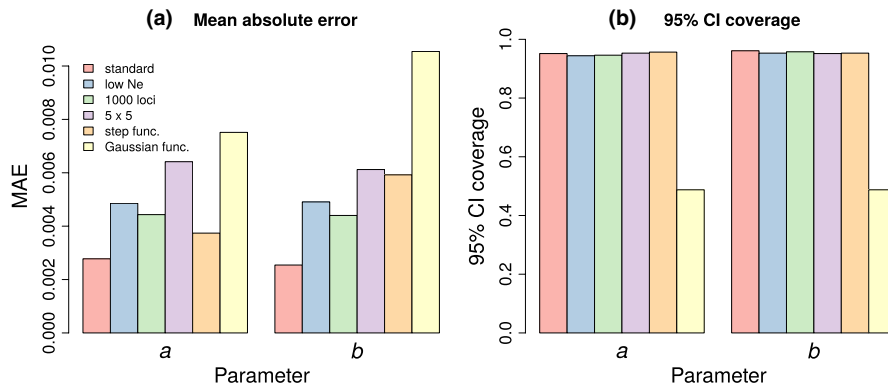 (a) Mean absolute error
MAE
0.010
0.008
0.006
0.004
0.002
0.000
standard
low Ne
1000 loci
5 x 5
step func.
Gaussian func.
a
b
Parameter
(b) 95% CI coverage
95% CI coverage
1.0
0.8
0.6
0.4
0.2
0.0
a
b
Parameter